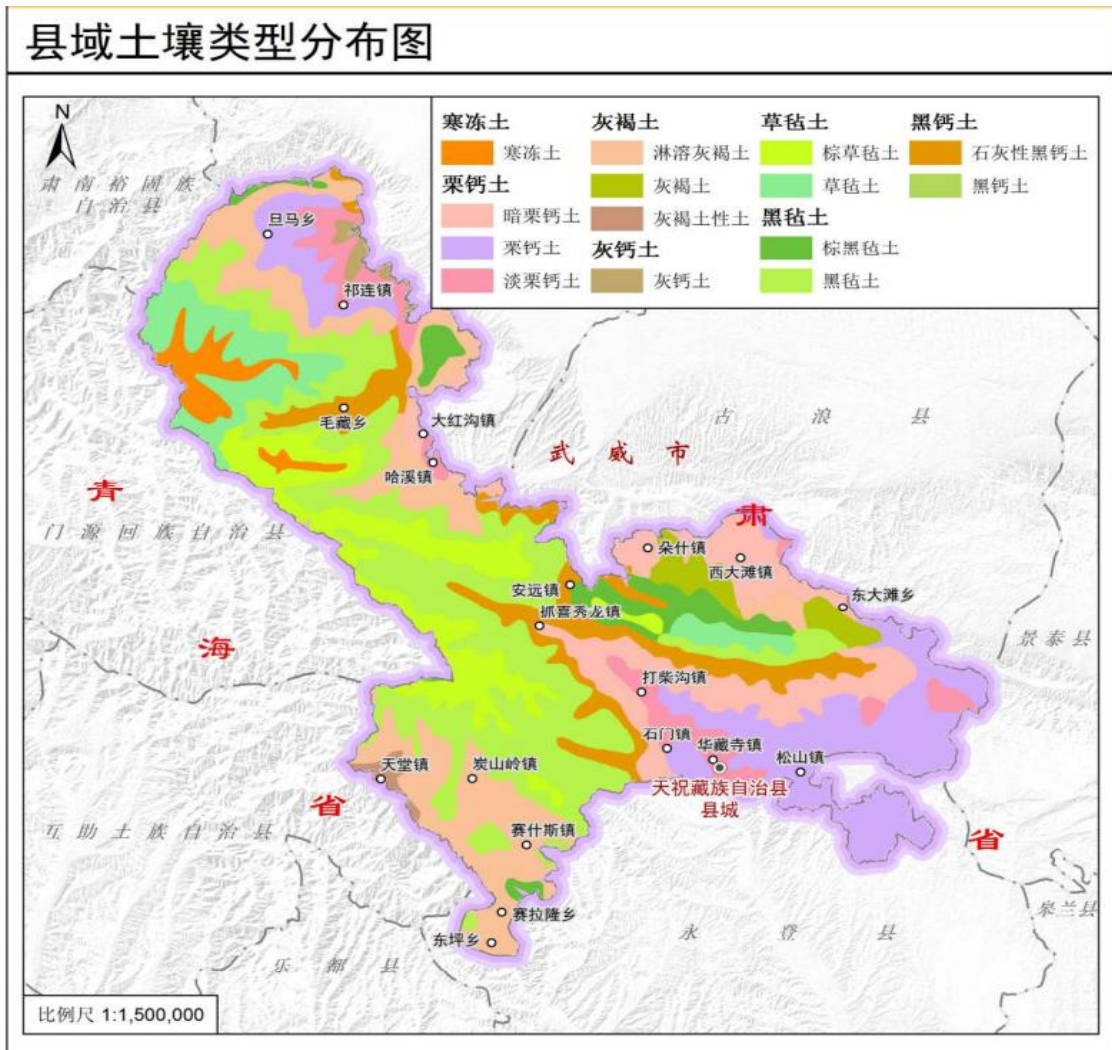 县域土壤类型分布图
N
寒冻土 灰褐土 草毡土 黑钙土
寒冻土 淋溶灰褐土 棕草毡土 石灰性黑钙土
栗钙土 灰褐土 草毡土 黑钙土
暗栗钙土 灰褐土性土 黑毡土
栗钙土 灰钙土 棕黑毡土
淡栗钙土 灰钙土 黑毡土
肃南裕固族
自治县
旦马乡
祁连镇
毛藏乡
大红沟镇
哈溪镇
古浪县
武威市
青
肃
门源回族自治县
朵什镇
西大滩镇
安远镇
东大滩乡
抓喜秀龙镇
海
景泰县
打柴沟镇
石门镇
华藏寺镇
松山镇
天堂镇
炭山岭镇
天祝藏族自治县
县城
省
互助土族自治县
赛什斯镇
省
赛拉隆乡
皋兰县
东坪乡
永登县
乐都县
比例尺 1:1,500,000